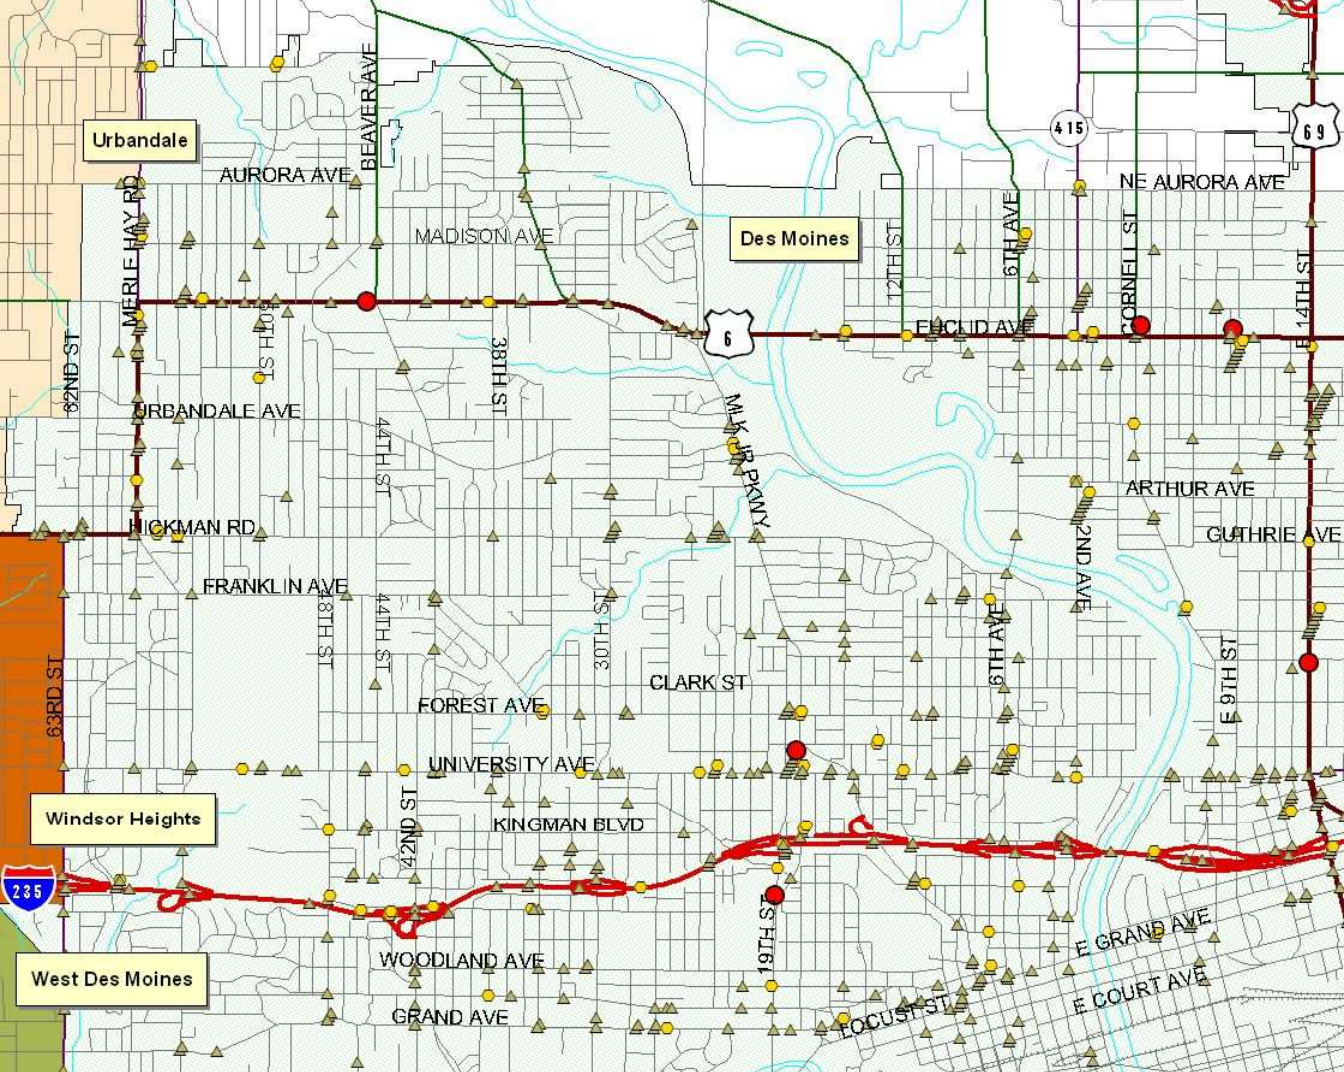 BEAVER AVE
69
415
Urbandale
AURORA AVE
NE AURORA AVE
MERLE HAY RD
MADISON AVE
Des Moines
12TH ST
6TH AVE
CORNELL ST
E 14TH ST
50TH ST
6
EUCLID AVE
62ND ST
38TH ST
URBANDALE AVE
44TH ST
MLK JR PKWY
ARTHUR AVE
HICKMAN RD
2ND AVE
GUTHRIE AVE
FRANKLIN AVE
48TH ST
44TH ST
30TH ST
6TH AVE
63RD ST
CLARK ST
E 9TH ST
FOREST AVE
UNIVERSITY AVE
Windsor Heights
42ND ST
KINGMAN BLVD
235
19TH ST
E GRAND AVE
WOODLAND AVE
West Des Moines
E COURT AVE
GRAND AVE
LOCUST ST